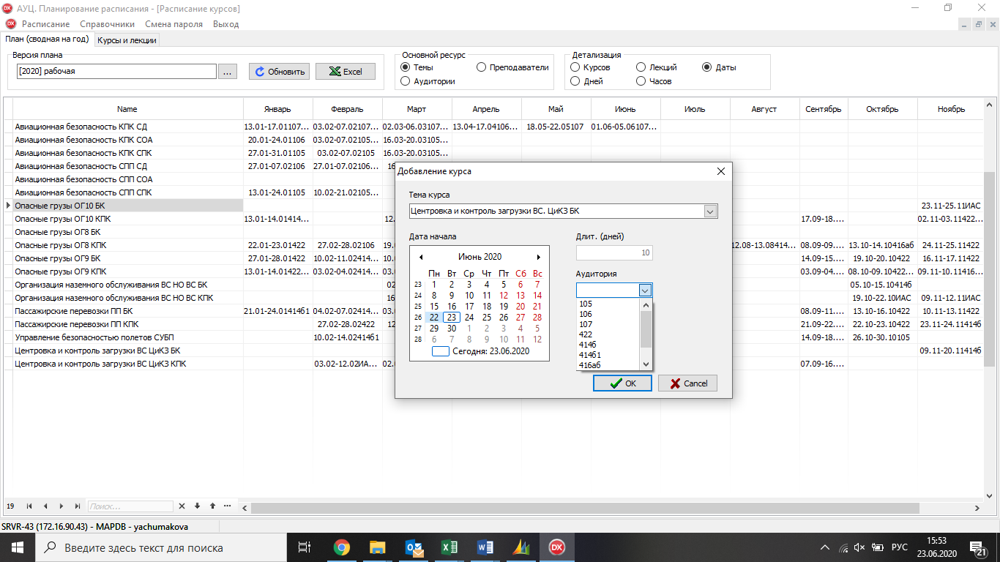 АУЦ. Планирование расписания - [Расписание курсов]
Расписание Справочники Смена пароля Выход
План (сводная на год) Курсы и лекции
Версия плана
[2020] рабочая ... Обновить Excel
Основной ресурс
Темы Преподаватели
Аудитории
Детализация
Курсов Лекций Даты
Дней Часов
Name Январь Февраль Март Апрель Май Июнь Июль Август Сентябрь Октябрь Ноябрь
Авиационная безопасность КПК СД 13.01-17.01107... 03.02-07.02107... 02.03-06.03107... 13.04-17.04106... 18.05-22.05107 01.06-05.06107...
Авиационная безопасность КПК СОА 20.01-24.01106 03.02-07.02105... 16.03-20.03105...
Авиационная безопасность КПК СПК 27.01-31.01105 03.02-07.02105 16.03-20.03105...
Авиационная безопасность СПП СД 27.01-07.02106 27.01-07.02106... 16
Авиационная безопасность СПП СОА
Авиационная безопасность СПП СПК 13.01-24.01105 10.02-21.02105...
Опасные грузы ОГ10 БК 23.11-25.11ИАС
Опасные грузы ОГ10 КПК 13.01-14.01414... 12. 17.09-18.... 02.11-03.11422...
Опасные грузы ОГ8 БК
Опасные грузы ОГ8 КПК 22.01-23.01422 27.02-28.02106 19.0 12.08-13.08414... 08.09-09.... 13.10-14.10416аб 24.11-25.11422
Опасные грузы ОГ9 БК 27.01-28.01422 10.02-11.02414... 10.0 14.09-15.... 19.10-20.10422 16.11-17.11422
Опасные грузы ОГ9 КПК 13.01-14.01422... 03.02-04.02414... 03.0 03.09-04.... 08.10-09.10422... 09.11-10.11416...
Организация наземного обслуживания ВС НО ВС БК 02 05.10-15.10414б
Организация наземного обслуживания ВС НО ВС КПК 16 19.10-22.10ИАС 09.11-12.11ИАС
Пассажирские перевозки ПП БК 21.01-24.01414б1 04.02-07.02414... 03.0 08.09-11.... 13.10-16.10422 10.11-13.11422
Пассажирские перевозки ПП КПК 27.02-28.02422 12 21.09-22.... 22.10-23.10422 23.11-24.11414б
Управление безопасностью полетов СУБП 10.02-14.02414б1 14.09-18.... 26.10-30.10105
Центровка и контроль загрузки ВС ЦиКЗ БК 09.11-20.11414б
Центровка и контроль загрузки ВС ЦиКЗ КПК 03.02-12.02ИА... 02.0 07.09-16....
Добавление курса
Тема курса
Центровка и контроль загрузки ВС. ЦиКЗ БК
Дата начала
Июнь 2020
Пн Вт Ср Чт Пт Сб Вс
23 1 2 3 4 5 6 7
24 8 9 10 11 12 13 14
25 15 16 17 18 19 20 21
26 22 23 24 25 26 27 28
27 29 30 1 2 3 4 5
28 6 7 8 9 10 11 12
Сегодня: 23.06.2020
Длит. (дней)
10
Аудитория
105
106
107
422
414б
414б1
416аб
OK Cancel
19 Поиск... ...
SRVR-43 (172.16.90.43) - MAPDB - yachumakova
Введите здесь текст для поиска
РУС
15:53
23.06.2020
21